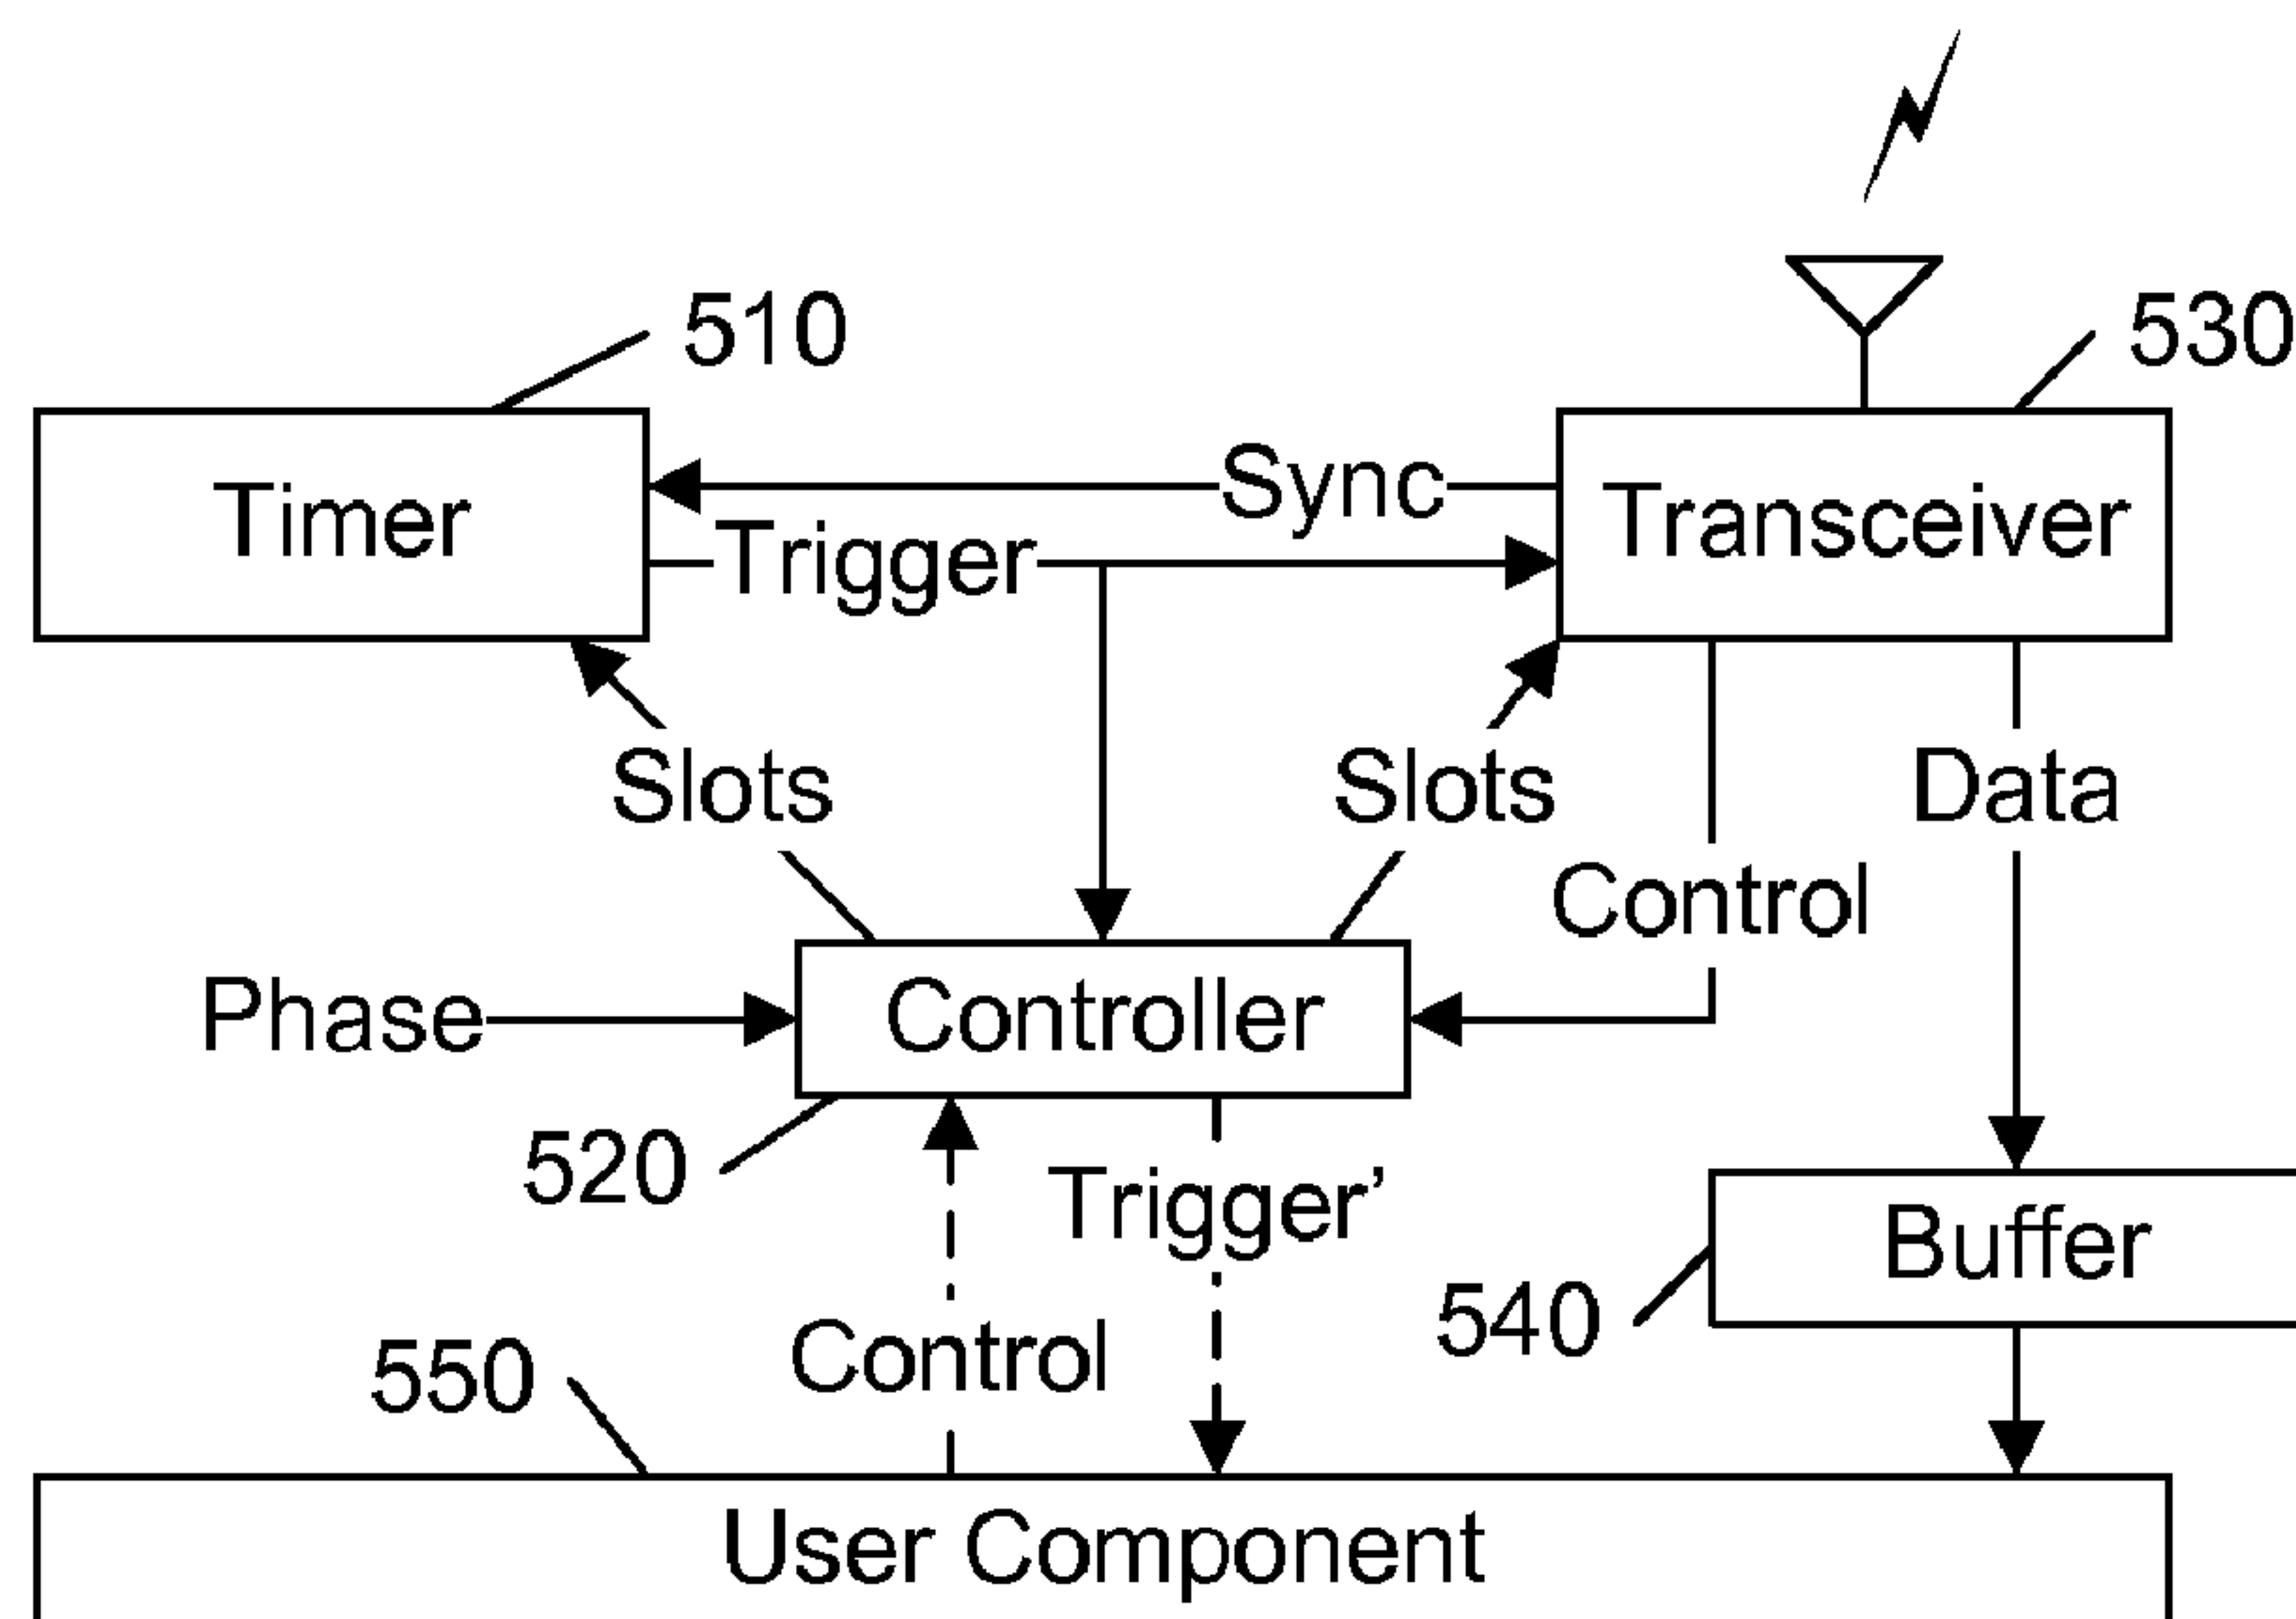 510
530
Sync
Timer
Transceiver
Trigger
Slots
Slots
Data
Control
Phase
Controller
520
Trigger’
Buffer
540
Control
550
User Component